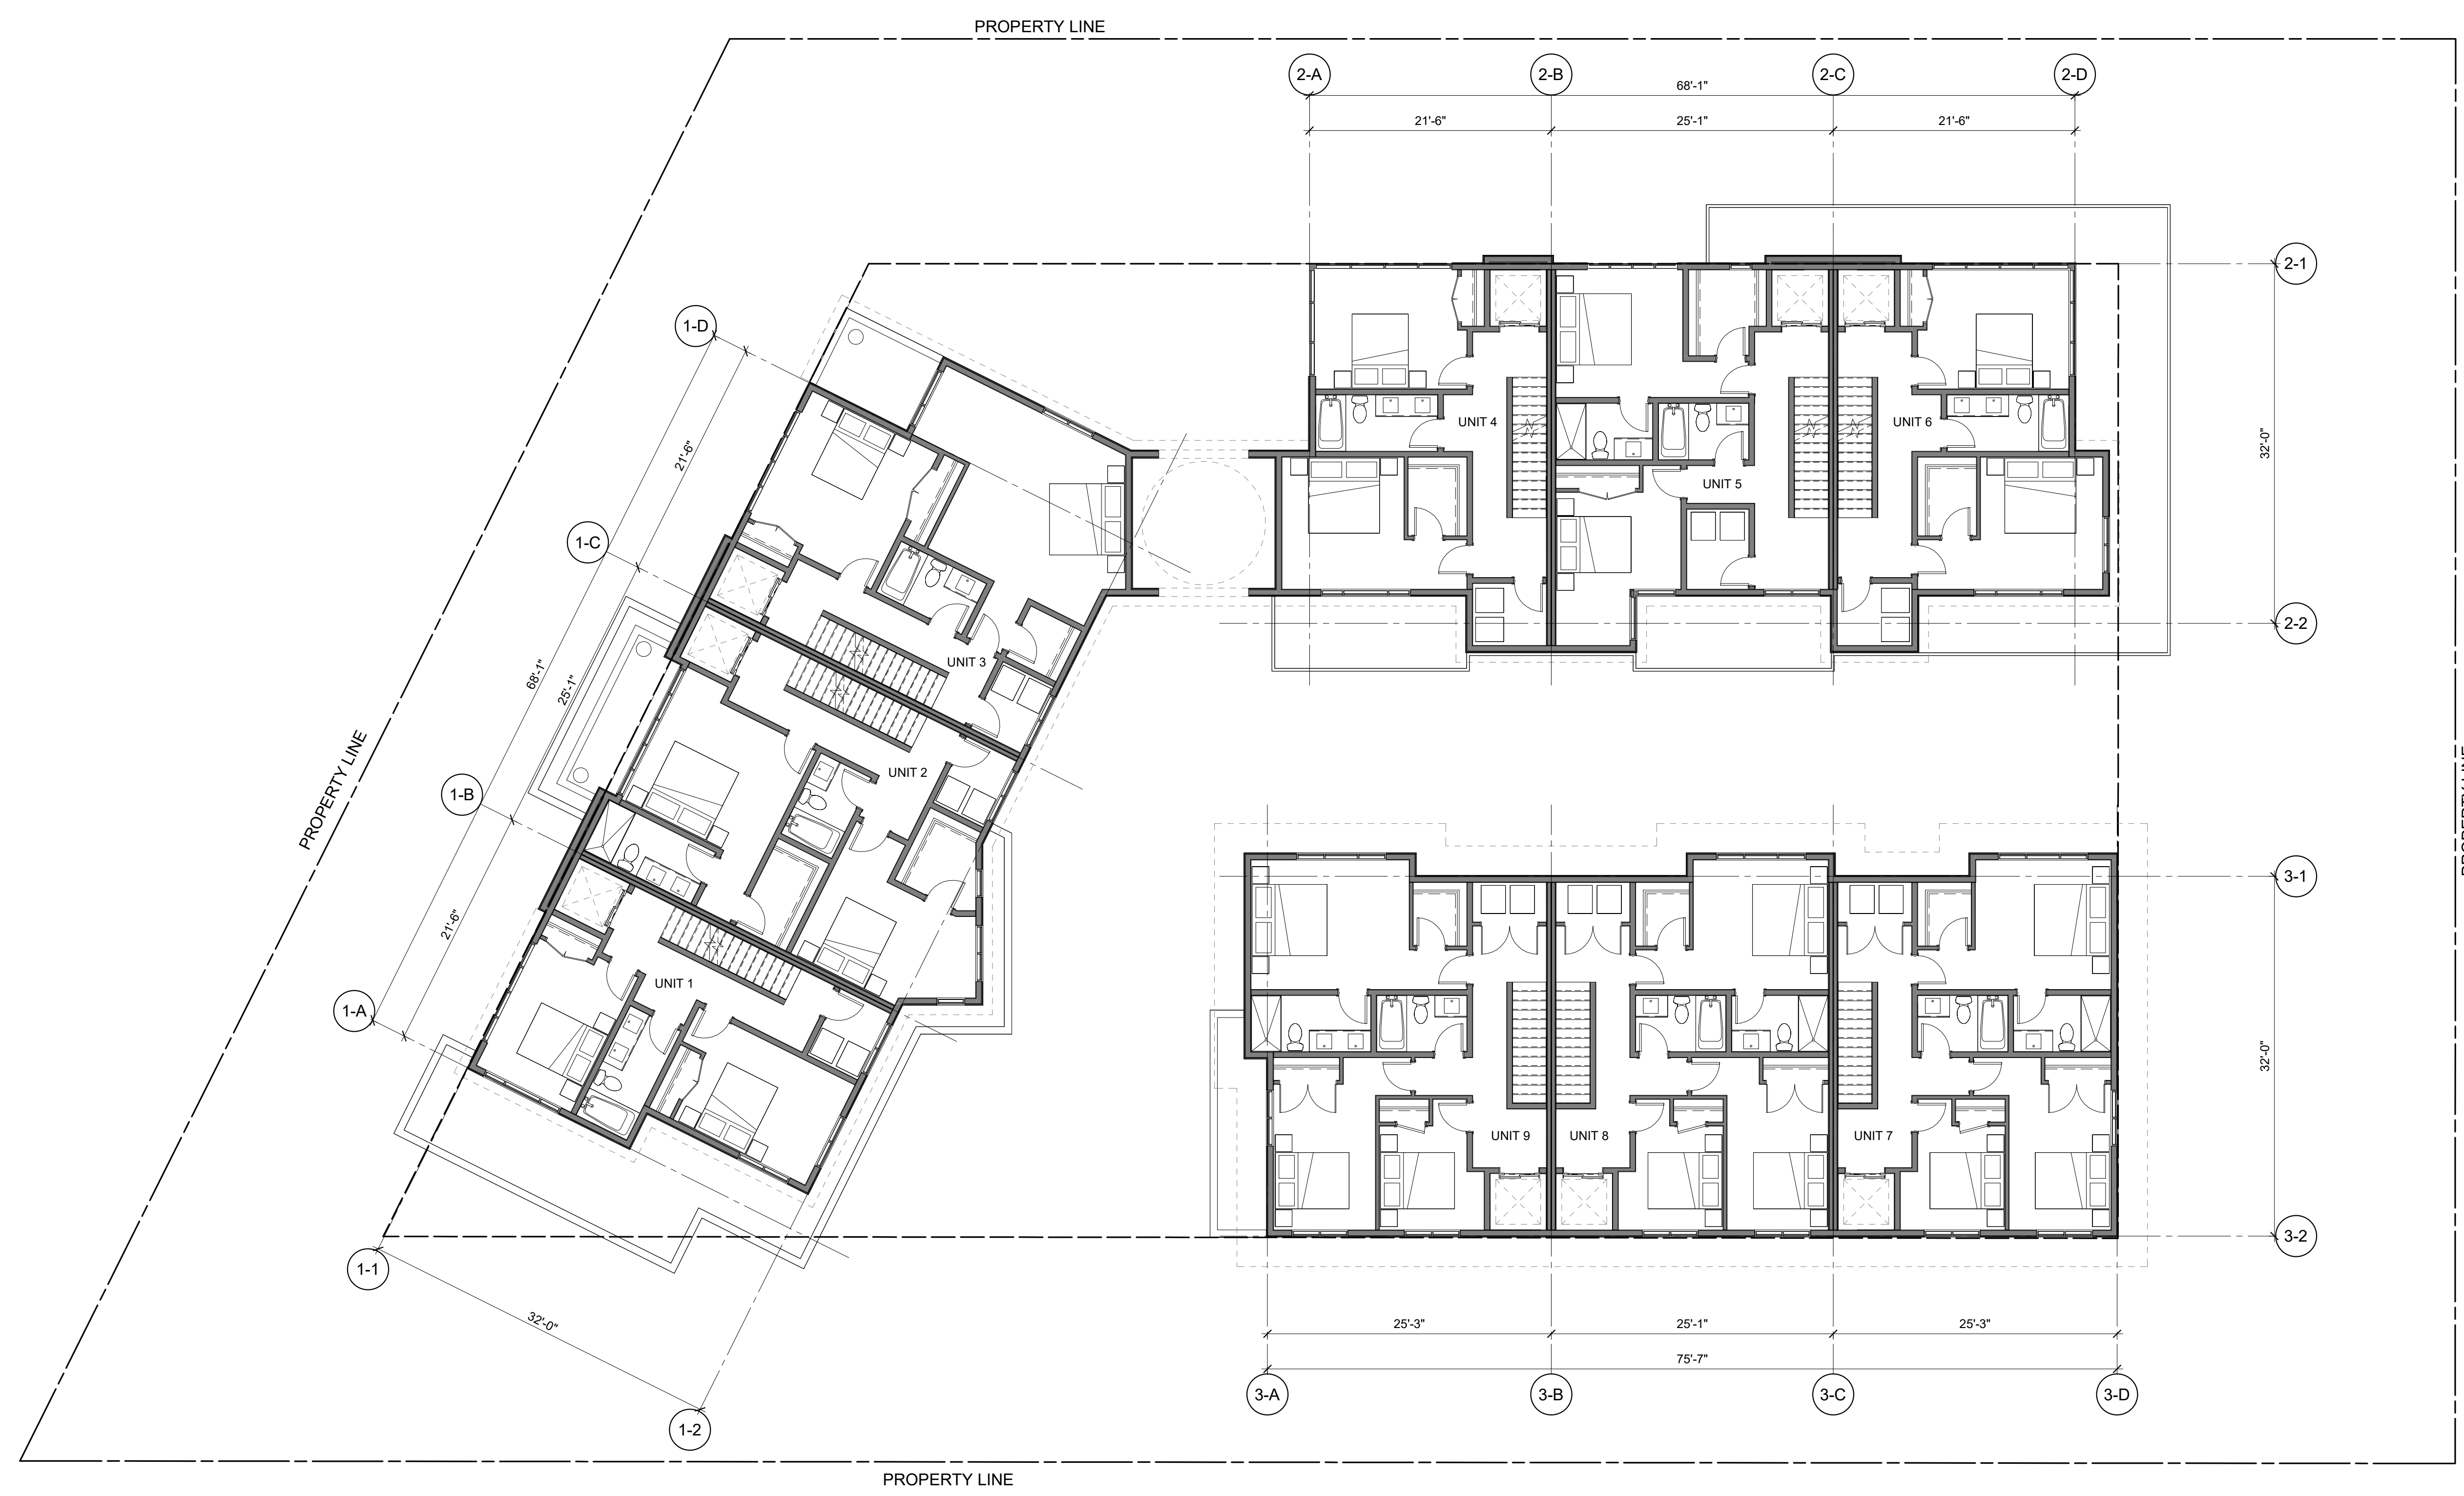 PROPERTY LINE
2-A
2-B
2-C
2-D
68'-1"
21'-6"
25'-1"
21'-6"
2-1
1-D
UNIT 4
UNIT 6
21'-6"
32'-0"
UNIT 5
1-C
2-2
UNIT 3
68'-1"
25'-1"
PROPERTY LINE
UNIT 2
1-B
PROPERTY LINE
3-1
21'-6"
UNIT 1
1-A
32'-0"
UNIT 9
UNIT 8
UNIT 7
3-2
1-1
32'-0"
25'-3"
25'-1"
25'-3"
75'-7"
3-A
3-B
3-C
3-D
1-2
PROPERTY LINE